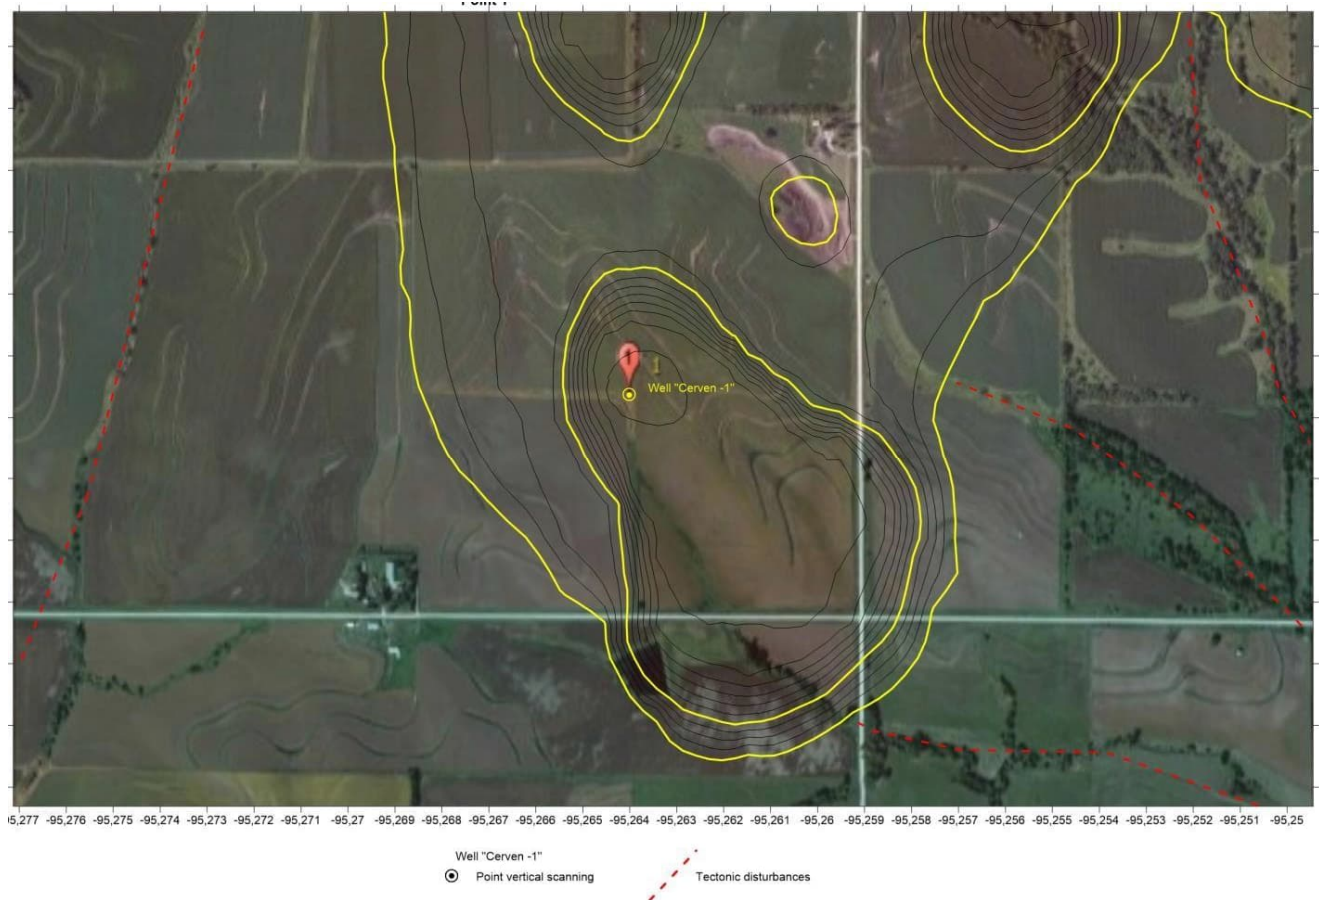 1
Well "Cerven -1"
5,277 -95,276 -95,275 -95,274 -95,273 -95,272 -95,271 -95,27 -95,269 -95,268 -95,267 -95,266 -95,265 -95,264 -95,263 -95,262 -95,261 -95,26 -95,259 -95,258 -95,257 -95,256 -95,255 -95,254 -95,253 -95,252 -95,251 -95,25
Well "Cerven -1"
Point vertical scanning
Tectonic disturbances